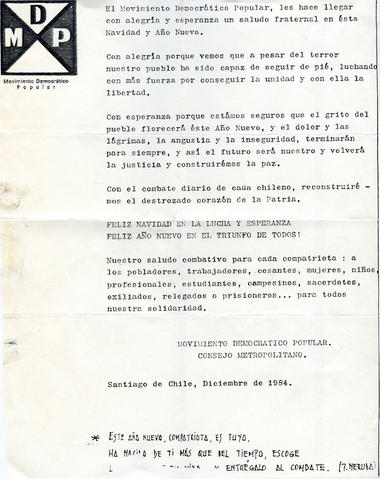 M D P
Movimiento Democrático
Popular
El Movimiento Democrático Popular, les hace llegar
con alegría y esperanza un saludo fraternal en ésta
Navidad y Año Nuevo.
Con alegría porque vemos que a pesar del terror
nuestro pueblo ha sido capaz de seguir de pié, luchando
con más fuerza por conseguir la unidad y con ella la
libertad.
Con esperanza porque estámos seguros que el grito del
pueblo florecerá éste Año Nuevo, y el dolor y las
lágrimas, la angustia y la inseguridad, terminarán
para siempre, y así el futuro será nuestro y volverá
la justicia y construirémos la paz.
Con el combate diario de cada chileno, reconstruiré -
mos el destrozado corazón de la Patria.
FELIZ NAVIDAD EN LA LUCHA Y ESPERANZA
FELIZ AÑO NUEVO EN EL TRIUNFO DE TODOS!
Nuestro saludo combativo para cada compatriota : a
los pobladores, trabajadores, cesantes, mujeres, niños,
profesionales, estudiantes, campesinos, sacerdotes,
exiliados, relegados o prisioneros... para todos
nuestra solidaridad.
MOVIMIENTO DEMOCRATICO POPULAR.
CONSEJO METROPOLITANO.
Santiago de Chile, Diciembre de 1984.
* ESTE AÑO NUEVO, COMPATRIOTA, ES TUYO.
HA NACIDO DE TI MÁS QUE DEL TIEMPO, ESCOGE
Y ENTRÉGALO AL COMBATE. (P. NERUDA)